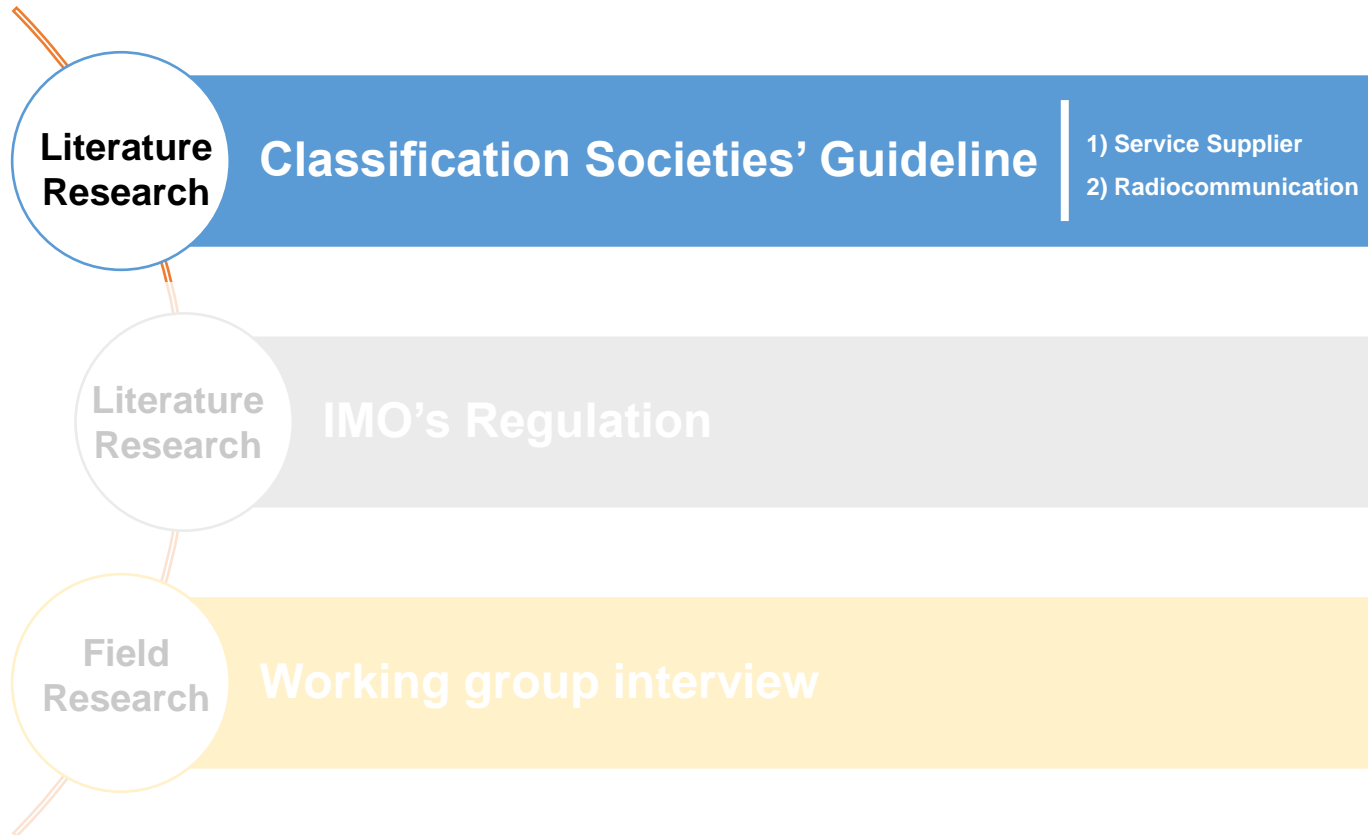 Literature
Research
Classification Societies’ Guideline
1) Service Supplier
2) Radiocommunication
Literature
Research
IMO’s Regulation
Field
Research
Working group interview